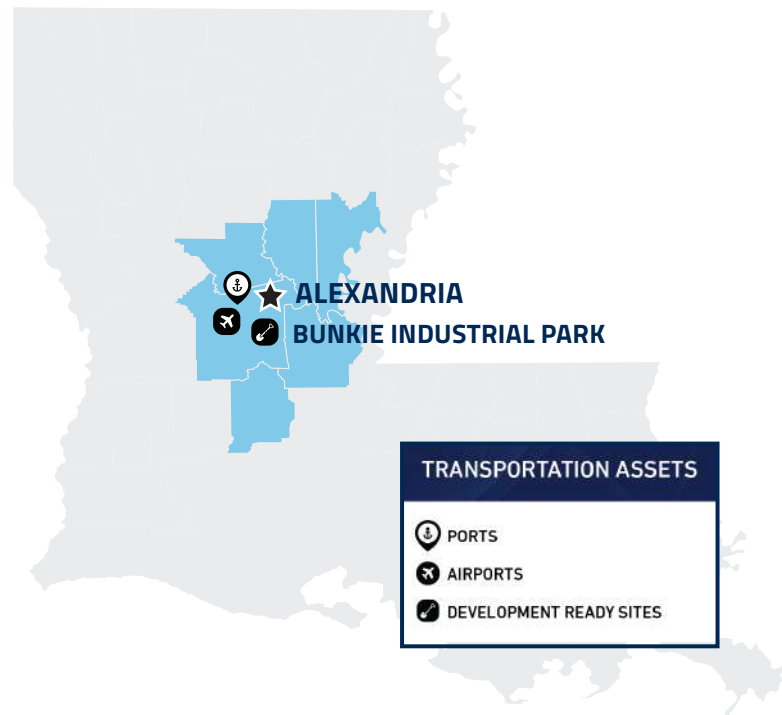 ALEXANDRIA
BUNKIE INDUSTRIAL PARK
TRANSPORTATION ASSETS
PORTS
AIRPORTS
DEVELOPMENT READY SITES